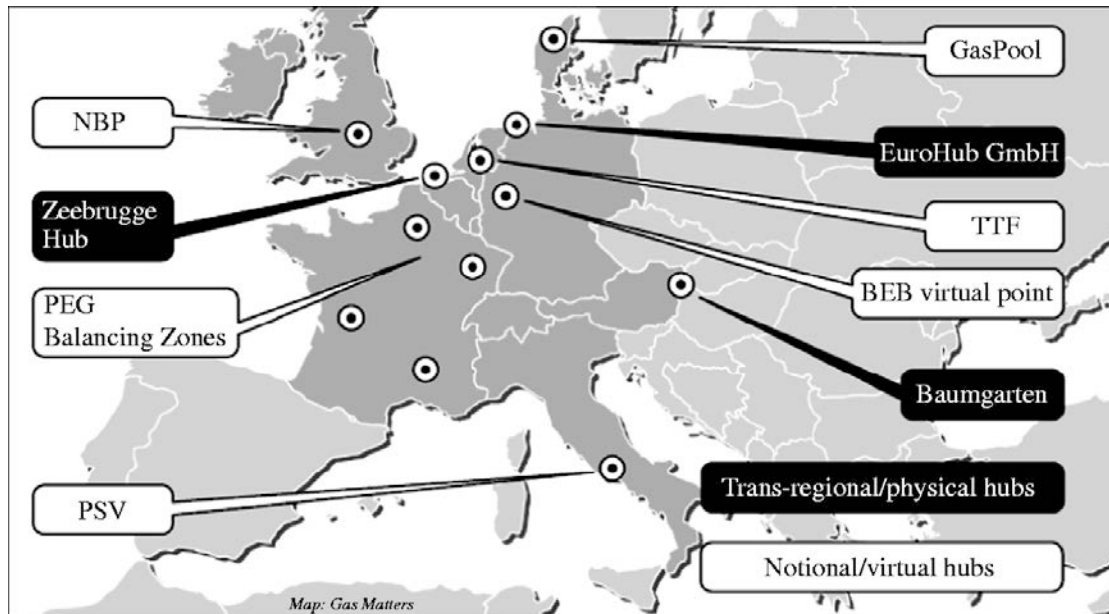 GasPool
NBP
EuroHub GmbH
Zeebrugge
Hub
TTF
PEG
Balancing Zones
BEB virtual point
Baumgarten
PSV
Trans-regional/physical hubs
Notional/virtual hubs
Map: Gas Matters